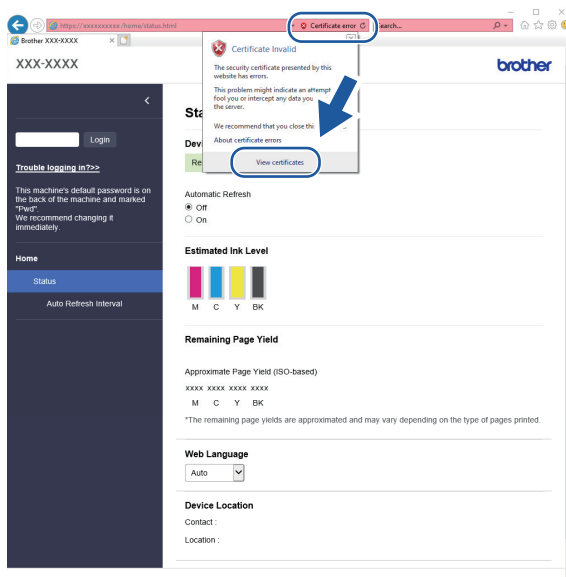 https://xxxxxxxxxx/home/status.html
Certificate error
Search...
Brother XXX-XXXX
XXX-XXXX
brother
Certificate Invalid
The security certificate presented by this
website has errors.
This problem might indicate an attempt
fool you or intercept any data you
the server.
We recommend that you close thi
About certificate errors
View certificates
Login
Trouble logging in?>>
This machine's default password is on
the back of the machine and marked
"Pwd".
We recommend changing it
immediately.
Home
Status
Auto Refresh Interval
Automatic Refresh
Off
On
Estimated Ink Level
M C Y BK
Remaining Page Yield
Approximate Page Yield (ISO-based)
xxxx xxxx xxxx xxxx
M C Y BK
*The remaining page yields are approximated and may vary depending on the type of pages printed.
Web Language
Auto
Device Location
Contact :
Location :